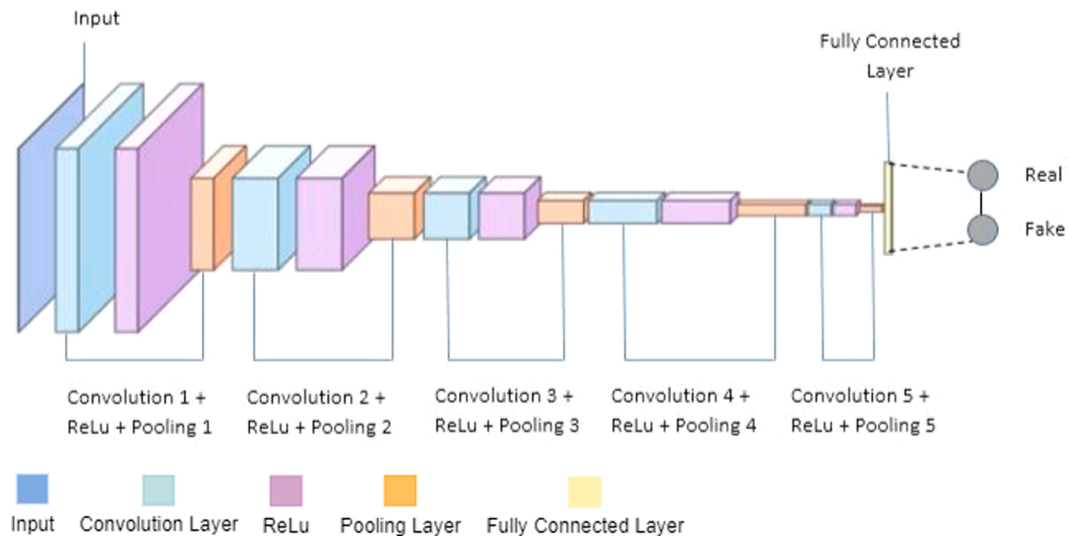 Input
Fully Connected
Layer
Real
Fake
Convolution 1 +
ReLu + Pooling 1
Convolution 2 +
ReLu + Pooling 2
Convolution 3 +
ReLu + Pooling 3
Convolution 4 +
ReLu + Pooling 4
Convolution 5 +
ReLu + Pooling 5
Input
Convolution Layer
ReLu
Pooling Layer
Fully Connected Layer